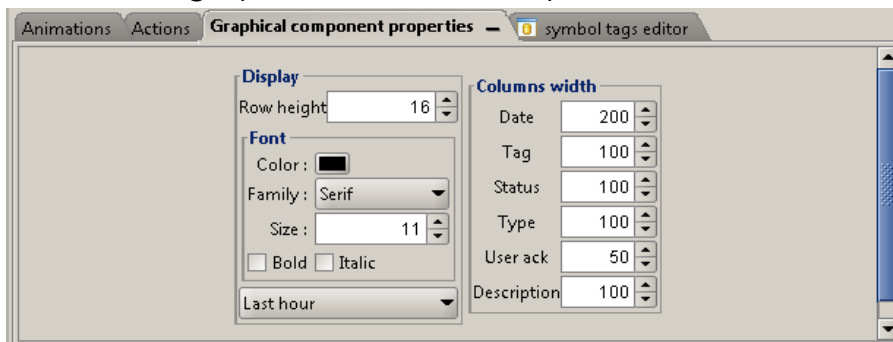 Animations Actions Graphical component properties symbol tags editor
Display
Row height 16
Font
Color :
Family : Serif
Size : 11
Bold Italic
Last hour
Columns width
Date 200
Tag 100
Status 100
Type 100
User ack 50
Description 100